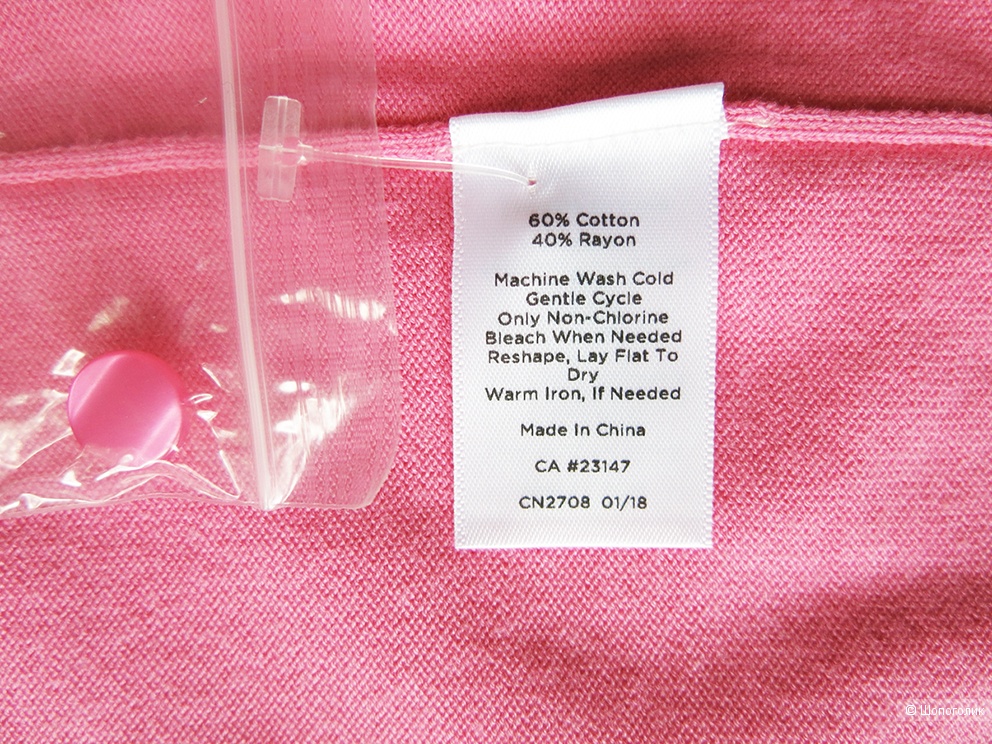 60% Cotton
40% Rayon
Machine Wash Cold
Gentle Cycle
Only Non-Chlorine
Bleach When Needed
Reshape, Lay Flat To
Dry
Warm Iron, If Needed
Made In China
CA #23147
CN2708 01/18
© Шопоголик